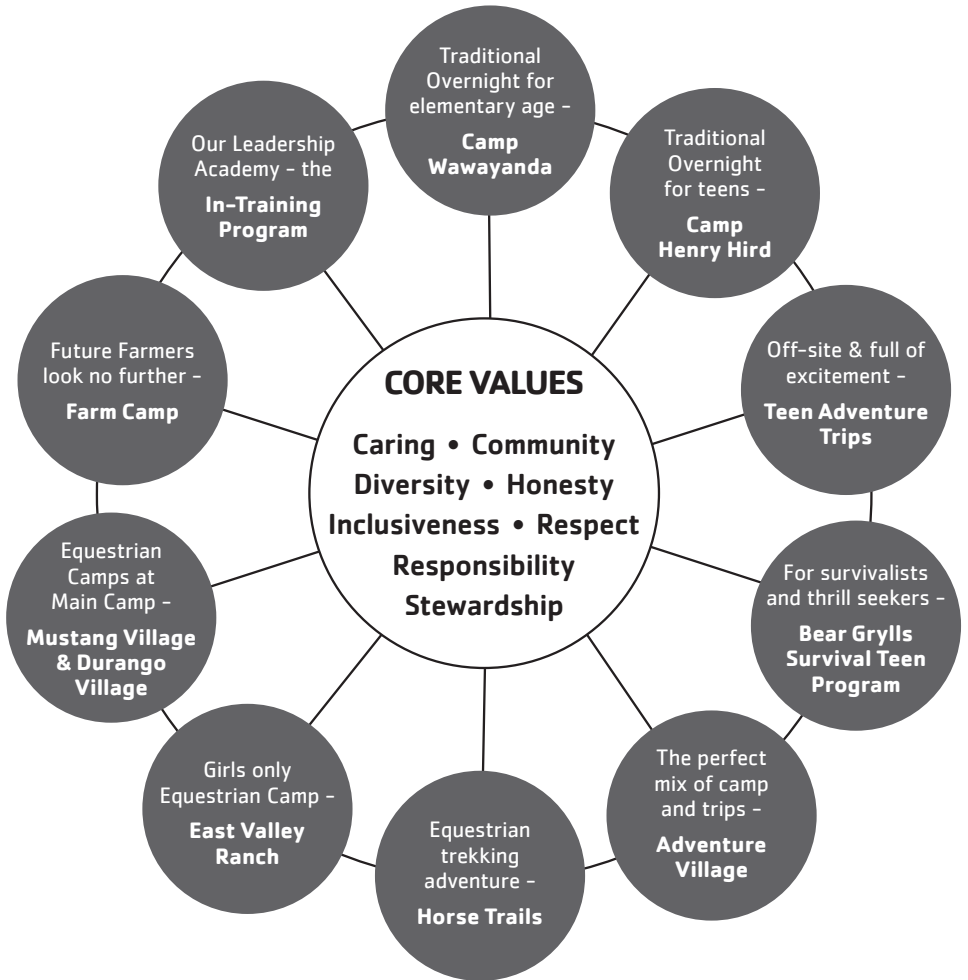 Traditional
Overnight for
elementary age –
Camp
Wawayanda
Traditional
Overnight
for teens –
Camp
Henry Hird
Off-site & full of
excitement –
Teen Adventure
Trips
For survivalists
and thrill seekers –
Bear Grylls
Survival Teen
Program
The perfect
mix of camp
and trips –
Adventure
Village
Equestrian
trekking
adventure –
Horse Trails
Girls only
Equestrian Camp –
East Valley
Ranch
Equestrian
Camps at
Main Camp –
Mustang Village
& Durango
Village
Future Farmers
look no further –
Farm Camp
Our Leadership
Academy – the
In-Training
Program
CORE VALUES
Caring • Community
Diversity • Honesty
Inclusiveness • Respect
Responsibility
Stewardship